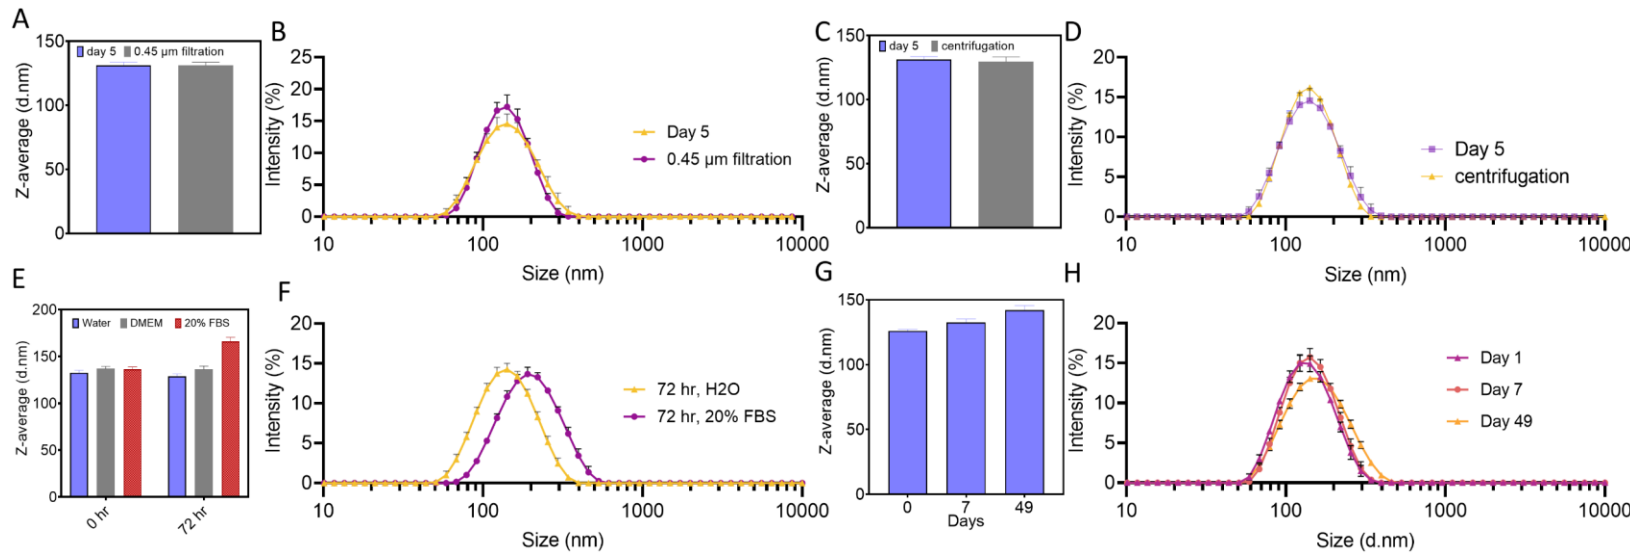 A
150
100
50
0
Z-average (d.nm)
day 5
0.45 µm filtration
B
25
20
15
10
5
0
Intensity (%)
10
100
1000
10000
Size (nm)
Day 5
0.45 µm filtration
C
150
100
50
0
Z-average (d.nm)
day 5
centrifugation
D
20
15
10
5
0
Intensity (%)
10
100
1000
10000
Size (nm)
Day 5
centrifugation
E
200
150
100
50
0
Z-average (d.nm)
Water
DMEM
20% FBS
0 hr
72 hr
F
20
15
10
5
0
Intensity (%)
10
100
1000
10000
Size (nm)
72 hr, H2O
72 hr, 20% FBS
G
150
100
50
0
Z-average (d.nm)
0
7
49
Days
H
20
15
10
5
0
Intensity (%)
10
100
1000
10000
Size (d.nm)
Day 1
Day 7
Day 49